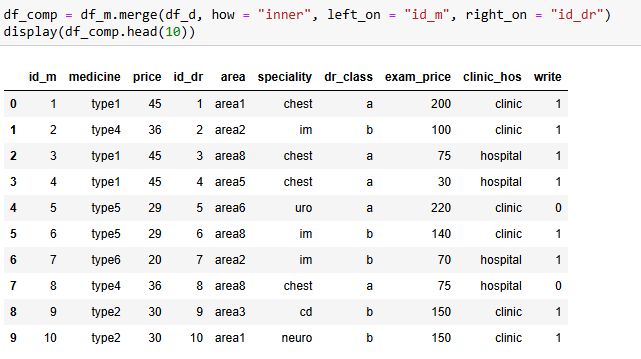 df_comp = df_m.merge(df_d, how = "inner", left_on = "id_m", right_on = "id_dr")
display(df_comp.head(10))
id_m medicine price id_dr area speciality dr_class exam_price clinic_hos write
0 1 type1 45 1 area1 chest a 200 clinic 1
1 2 type4 36 2 area2 im b 100 clinic 1
2 3 type1 45 3 area8 chest a 75 hospital 1
3 4 type1 45 4 area5 chest a 30 hospital 1
4 5 type5 29 5 area6 uro a 220 clinic 0
5 6 type5 29 6 area8 im b 140 clinic 1
6 7 type6 20 7 area2 im b 70 hospital 1
7 8 type4 36 8 area8 chest a 75 hospital 0
8 9 type2 30 9 area3 cd b 150 clinic 1
9 10 type2 30 10 area1 neuro b 150 clinic 1